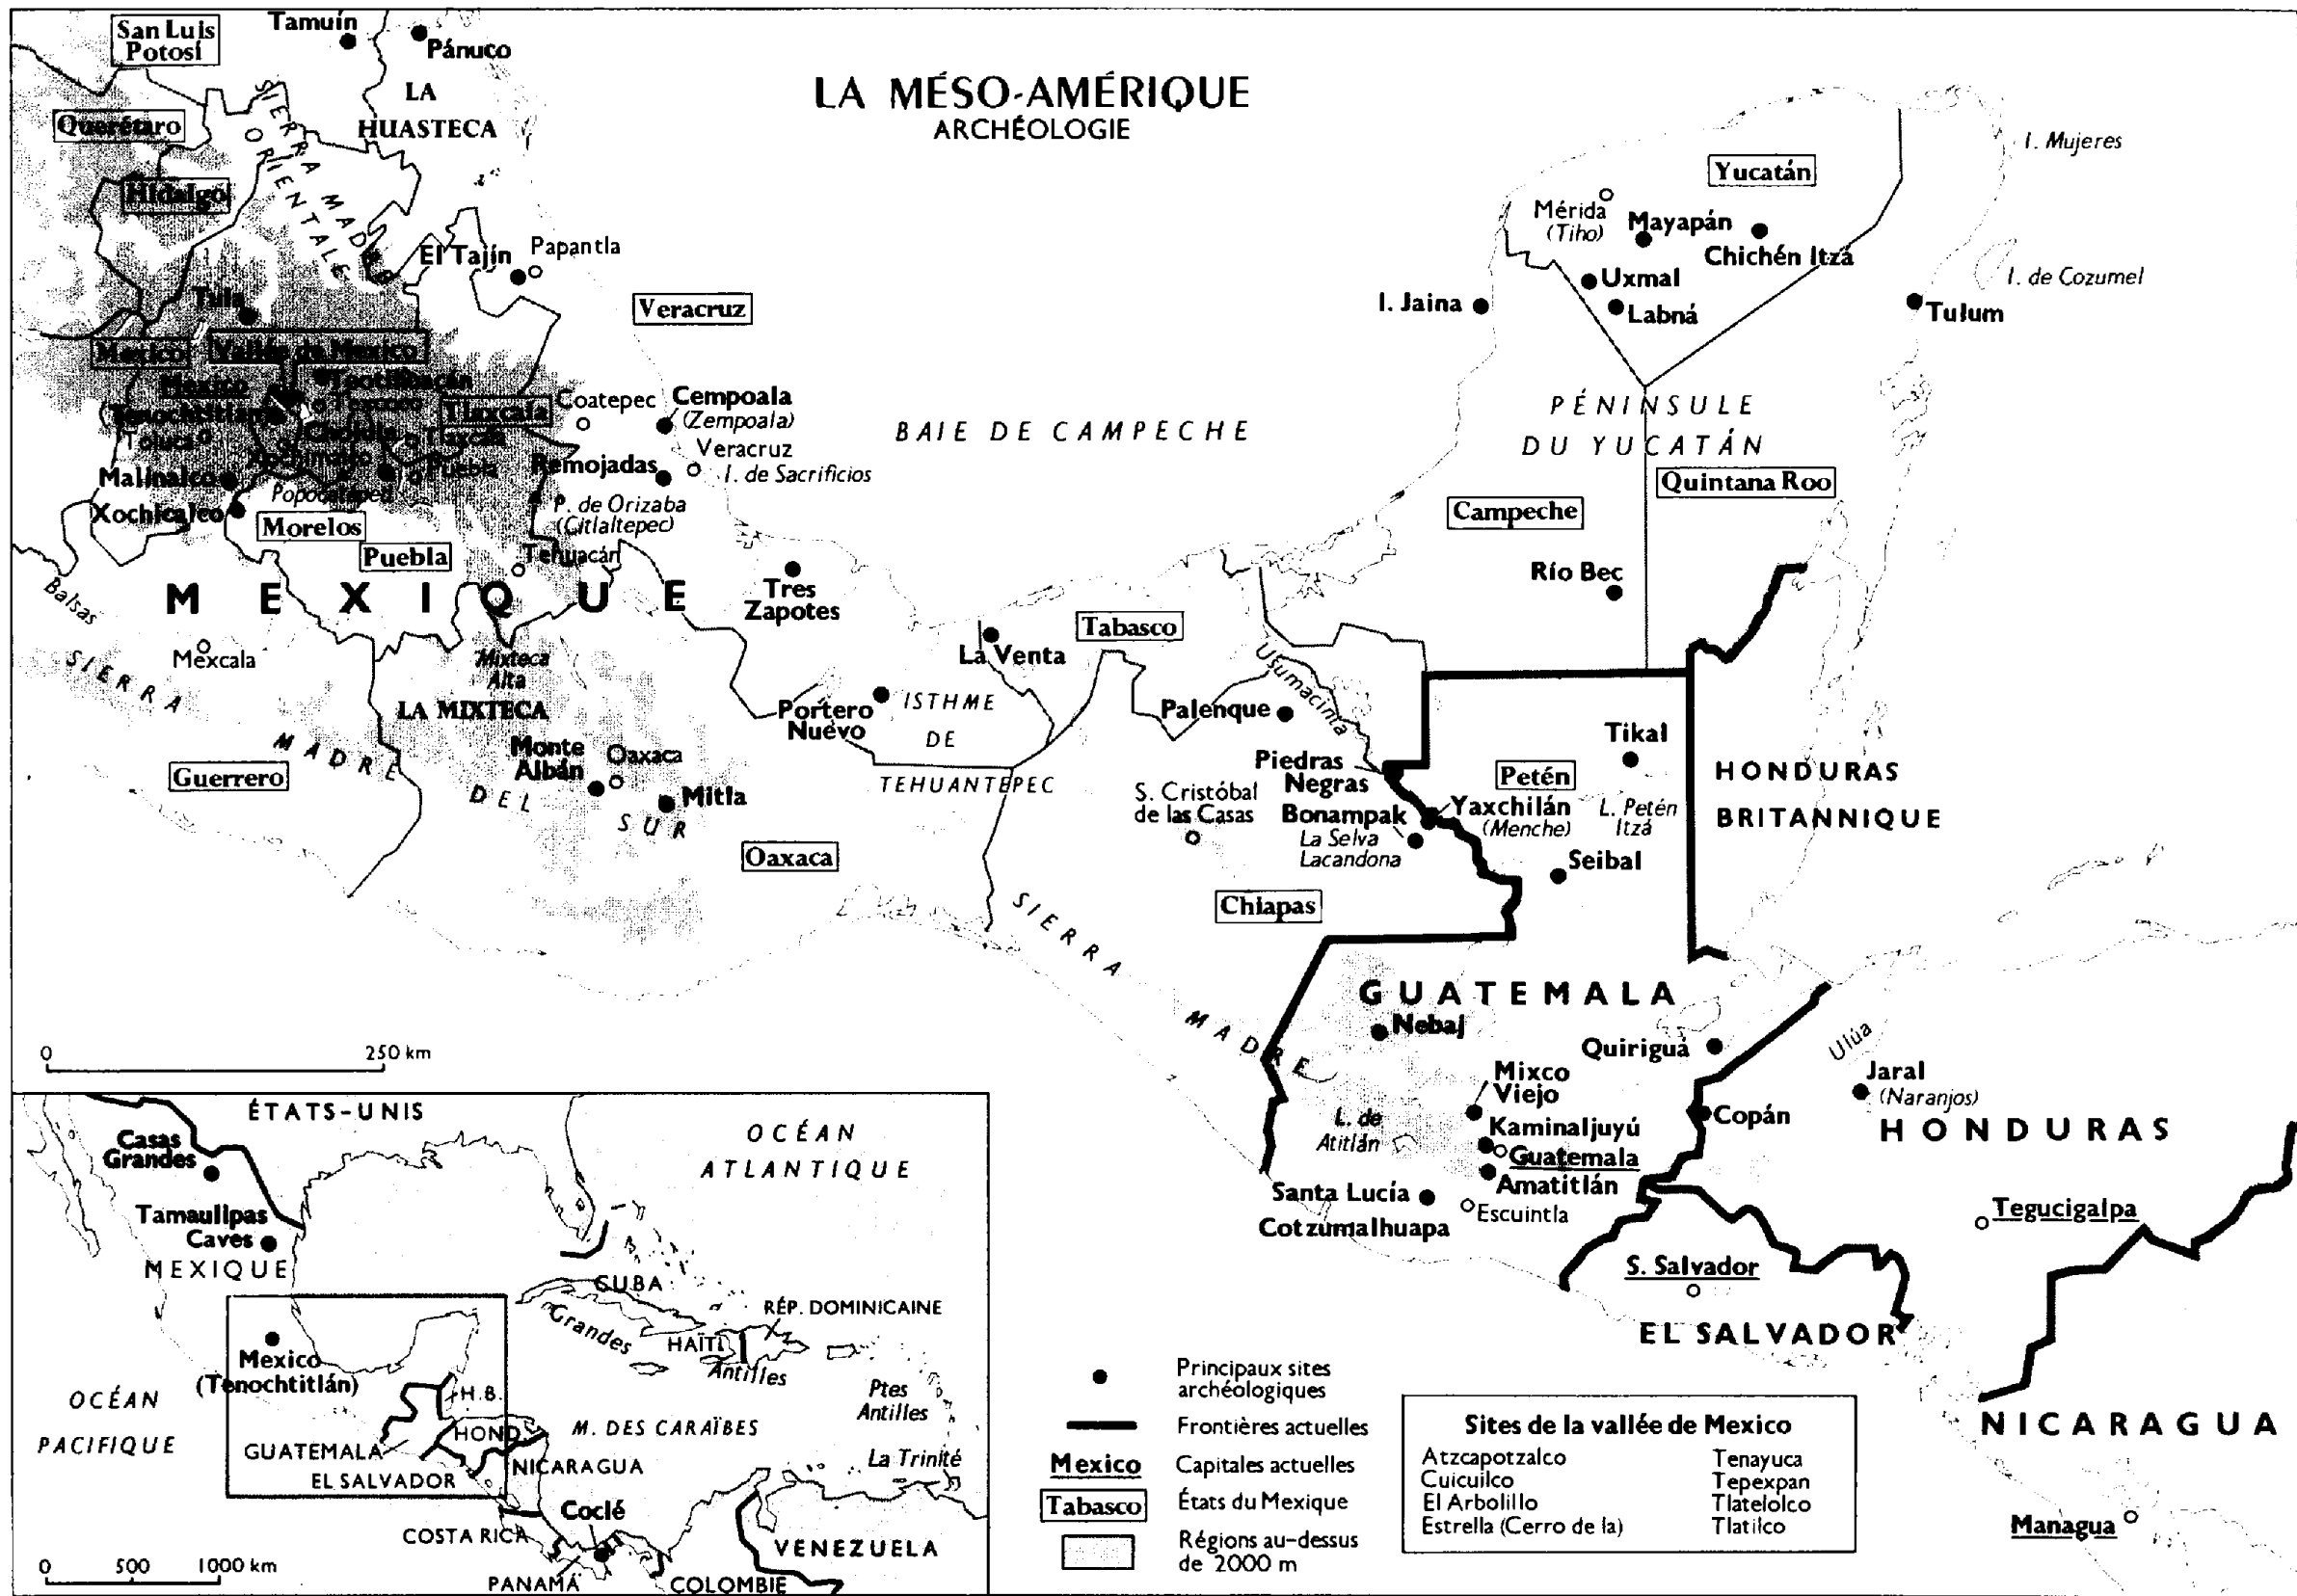 LA MÉSO-AMÉRIQUE
ARCHÉOLOGIE
San Luis
Potosí
Tamuín
Pánuco
LA
HUASTECA
Querétaro
SIERRA MADRE
ORIENTALE
Hidalgo
El Tajín
Papantla
Tula
Veracruz
Mexico
Vallée de Mexico
Mexico
(Tenochtitlán)
Teotihuacán
Texcoco
Tlaxcala
Toluca
Cholula
Tlaxcala
Xochimilco
Puebla
Coatepec
Cempoala
(Zempoala)
Veracruz
I. de Sacrificios
Remojadas
Malinalco
Popocatepetl
Xochicalco
P. de Orizaba
(Citlaltepec)
Morelos
Puebla
Tehuacán
MEXIQUE
Balsas
Mexcala
SIERRA
MADRE
DEL
SUR
Guerrero
Mixteca
Alta
LA MIXTECA
Monte
Albán
Oaxaca
Mitla
Oaxaca
Tres
Zapotes
La Venta
Portero
Nuevo
ISTHME
DE
TEHUANTEPEC
Tabasco
BAIE DE CAMPECHE
Yucatán
I. Mujeres
Mérida
(Tiho)
Mayapán
Chichén Itzá
Uxmal
Labná
I. Jaina
I. de Cozumel
Tulum
PÉNINSULE
DU YUCATÁN
Quintana Roo
Campeche
Río Bec
Usumacinta
Palenque
Piedras
Negras
S. Cristóbal
de las Casas
Bonampak
La Selva
Lacandona
Yaxchilán
(Menche)
Petén
Tikal
L. Petén
Itzá
Seibal
HONDURAS
BRITANNIQUE
Chiapas
SIERRA
MADRE
GUATEMALA
Nebaj
Quiriguá
Mixco
Viejo
L. de
Atitlán
Kaminaljuyú
Guatemala
Amatitlán
Santa Lucía
Cotzumalhuapa
Escuintla
Copán
Ulúa
Jaral
(Naranjos)
HONDURAS
Tegucigalpa
S. Salvador
EL SALVADOR
NICARAGUA
Managua
0 250 km
ÉTATS-UNIS
Casas
Grandes
Tamaulipas
Caves
MEXIQUE
OCÉAN
ATLANTIQUE
CUBA
RÉP. DOMINICAINE
Grandes
HAÏTI
Antilles
Mexico
(Tenochtitlán)
OCÉAN
PACIFIQUE
H.B.
HOND.
GUATEMALA
EL SALVADOR
NICARAGUA
M. DES CARAÏBES
Ptes
Antilles
La Trinité
Coclé
COSTA RICA
PANAMÁ
COLOMBIE
VENEZUELA
0 500 1000 km
Principaux sites
archéologiques
Frontières actuelles
Mexico Capitales actuelles
Tabasco États du Mexique
Régions au-dessus
de 2000 m
Sites de la vallée de Mexico
Atzcapotzalco Tenayuca
Cuicuilco Tepexpan
El Arbolillo Tlatelolco
Estrella (Cerro de la) Tlatilco